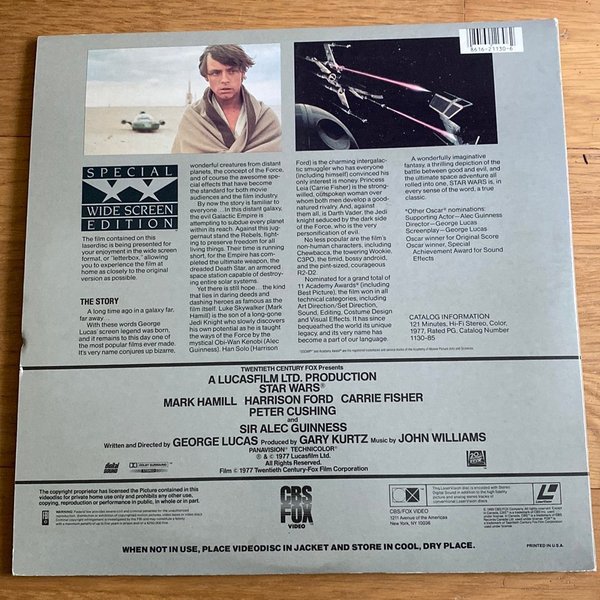 8616-21130-6
SPECIAL
WIDE SCREEN
EDITION
The film contained on this
laserdisc is being presented for
your enjoyment in the wide screen
format, or "letterbox," allowing
you to experience the film at
home as closely to the original
version as possible.
THE STORY
A long time ago in a galaxy far,
far away...
With these words George
Lucas' screen legend was born,
and it remains to this day one of
the most popular films ever made.
It's very name conjures up bizarre,
wonderful creatures from distant
planets, the concept of the Force,
and of course the awesome spe-
cial effects that have become the
standard for both movie
audiences and the film industry.
By now the story is familiar to
everyone... In this distant galaxy,
the evil Galactic Empire is
attempting to subdue every planet
within its reach. Against this jug-
gernaut stand the Rebels, fight-
ing to preserve freedom for all
living things. Their time is running
short, for the Empire has com-
pleted the ultimate weapon, the
dreaded Death Star, an armored
space station capable of destroy-
ing entire solar systems.
Yet there is still hope... the kind
that lies in daring deeds and
dashing heroes as famous as the
film itself. Luke Skywalker (Mark
Hamill) is the son of a long-gone
Jedi Knight who slowly discovers
his own potential as he is taught
the ways of the Force by the
mystical Obi-Wan Kenobi (Alec
Guinness). Han Solo (Harrison
Ford) is the charming intergalac-
tic smuggler who has everyone
(including himself) convinced
his only interest is money. Princess
Leia (Carrie Fisher) is the strong-
willed, outspoken woman over
whom both men develop a good-
natured rivalry. And, against
them all, is Darth Vader, the Jedi
knight seduced by the dark side
of the Force, who is the very
personification of evil.
No less popular are the film's
non-human characters, including
Chewbacca, the towering Wookie,
C3PO, the timid, bossy android,
and the pint-sized, courageous
R2-D2.
Nominated for a grand total of
11 Academy Awards® (including
Best Picture), the film won in all
technical categories, including
Art Direction/Set Direction,
Sound, Editing, Costume Design
and Visual Effects. It has since
bequeathed the world its unique
legacy, and its very name has
become a part of our language.*
A wonderfully imaginative
fantasy, a thrilling depiction of the
battle between good and evil, and
the ultimate space adventure all
rolled into one. STAR WARS is, in
every sense of the word, a true
classic.
*Other Oscar® nominations:
Supporting Actor—Alec Guinness
Director—George Lucas
Screenplay—George Lucas
Oscar winner for Original Score
Oscar winner, Special
Achievement Award for Sound
Effects
CATALOG INFORMATION
121 Minutes, Hi-Fi Stereo, Color,
1977, Rated PG, Catalog Number
1130-85
TWENTIETH CENTURY FOX Presents
A LUCASFILM LTD. PRODUCTION
STAR WARS®
MARK HAMILL HARRISON FORD CARRIE FISHER
PETER CUSHING
and
SIR ALEC GUINNESS
Written and Directed by GEORGE LUCAS Produced by GARY KURTZ Music by JOHN WILLIAMS
PANAVISION® TECHNICOLOR®
® & © 1977 Lucasfilm Ltd.
All Rights Reserved.
Film © 1977 Twentieth Century-Fox Film Corporation
The copyright proprietor has licensed the Picture contained in this
videodisc for private home use only and prohibits any other use,
copying, reproduction or performance in public, in whole or in part.
CBS
FOX
VIDEO
CBS/FOX VIDEO
1211 Avenue of the Americas
New York, NY 10036
WHEN NOT IN USE, PLACE VIDEODISC IN JACKET AND STORE IN COOL, DRY PLACE.
PRINTED IN U.S.A.